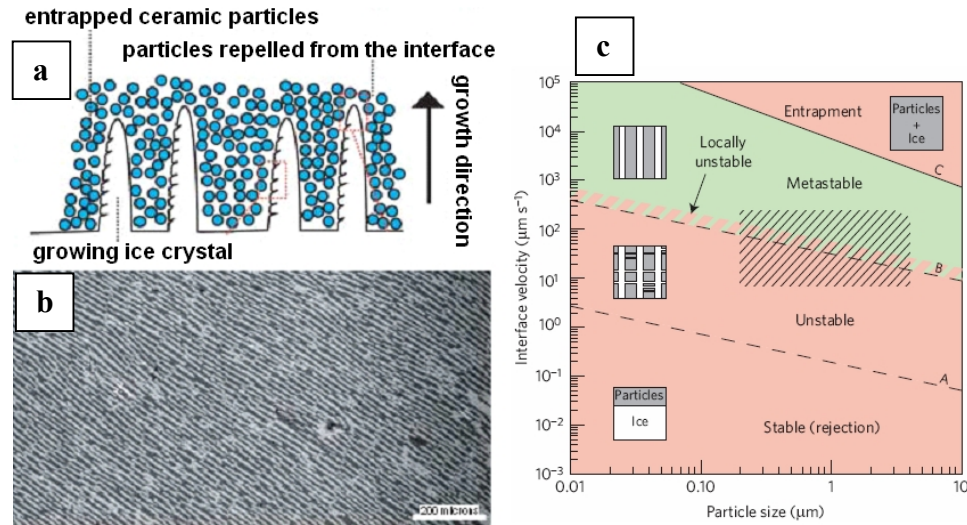 entrapped ceramic particles
a
particles repelled from the interface
growth direction
growing ice crystal
b
200 microns
c
Interface velocity (μm s⁻¹)
10⁵
10⁴
10³
10²
10¹
10⁰
10⁻¹
10⁻²
10⁻³
Entrapment
Particles
+
Ice
C
Locally
unstable
Metastable
B
Unstable
A
Particles
Ice
Stable (rejection)
0.01
0.10
1
10
Particle size (μm)